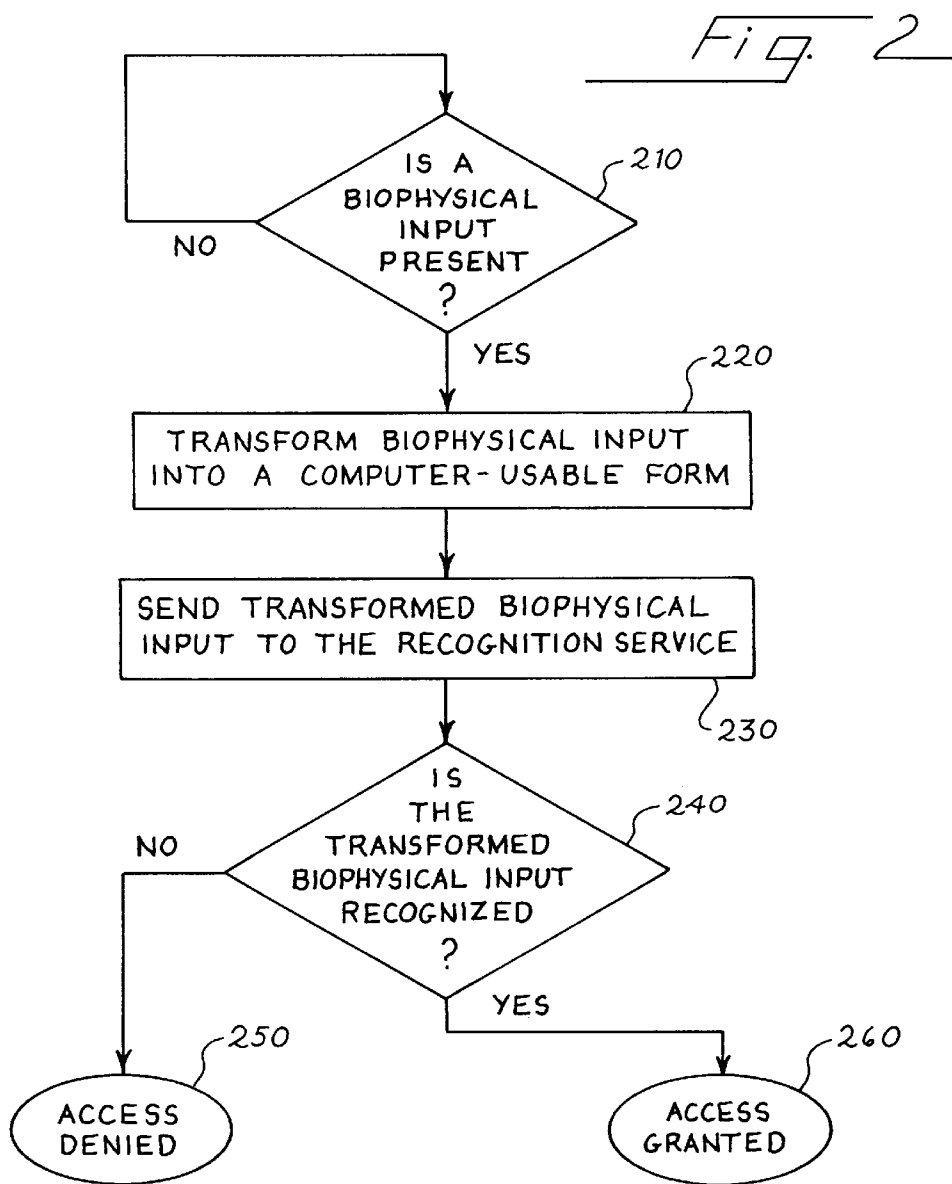 Fig. 2
IS A
BIOPHYSICAL
INPUT
PRESENT
?
210
NO
YES
220
TRANSFORM BIOPHYSICAL INPUT
INTO A COMPUTER-USABLE FORM
SEND TRANSFORMED BIOPHYSICAL
INPUT TO THE RECOGNITION SERVICE
230
IS
THE
TRANSFORMED
BIOPHYSICAL INPUT
RECOGNIZED
?
240
NO
YES
250
ACCESS
DENIED
260
ACCESS
GRANTED